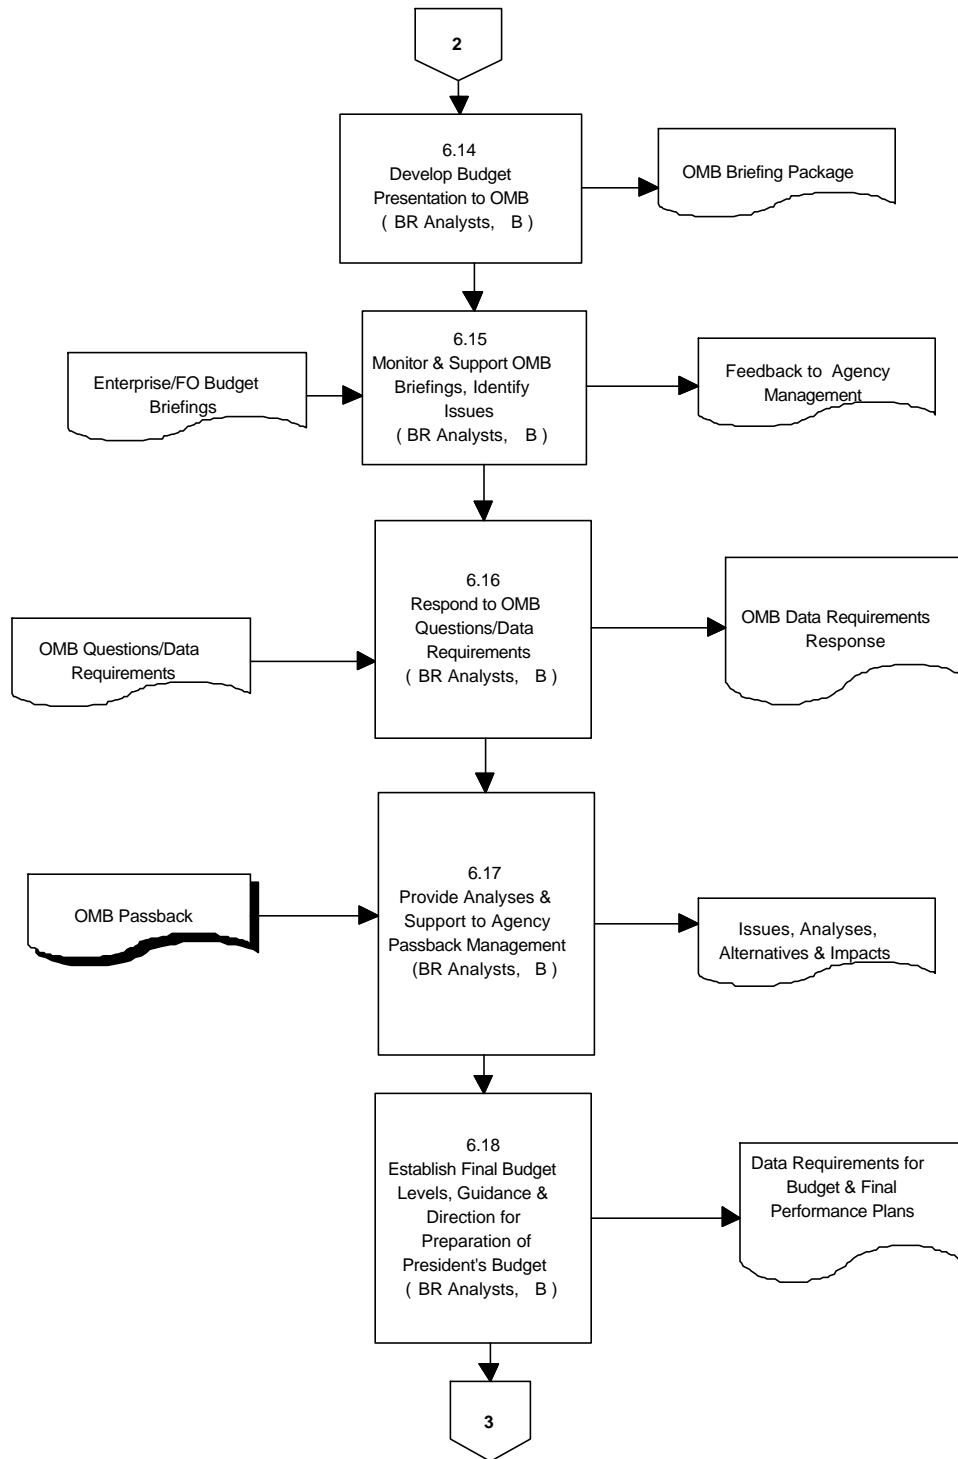 2
6.14
Develop Budget
Presentation to OMB
( BR Analysts, B )
OMB Briefing Package
6.15
Monitor & Support OMB
Briefings, Identify
Issues
( BR Analysts, B )
Enterprise/FO Budget
Briefings
Feedback to Agency
Management
6.16
Respond to OMB
Questions/Data
Requirements
( BR Analysts, B )
OMB Questions/Data
Requirements
OMB Data Requirements
Response
6.17
Provide Analyses &
Support to Agency
Passback Management
(BR Analysts, B )
OMB Passback
Issues, Analyses,
Alternatives & Impacts
6.18
Establish Final Budget
Levels, Guidance &
Direction for
Preparation of
President's Budget
( BR Analysts, B )
Data Requirements for
Budget & Final
Performance Plans
3